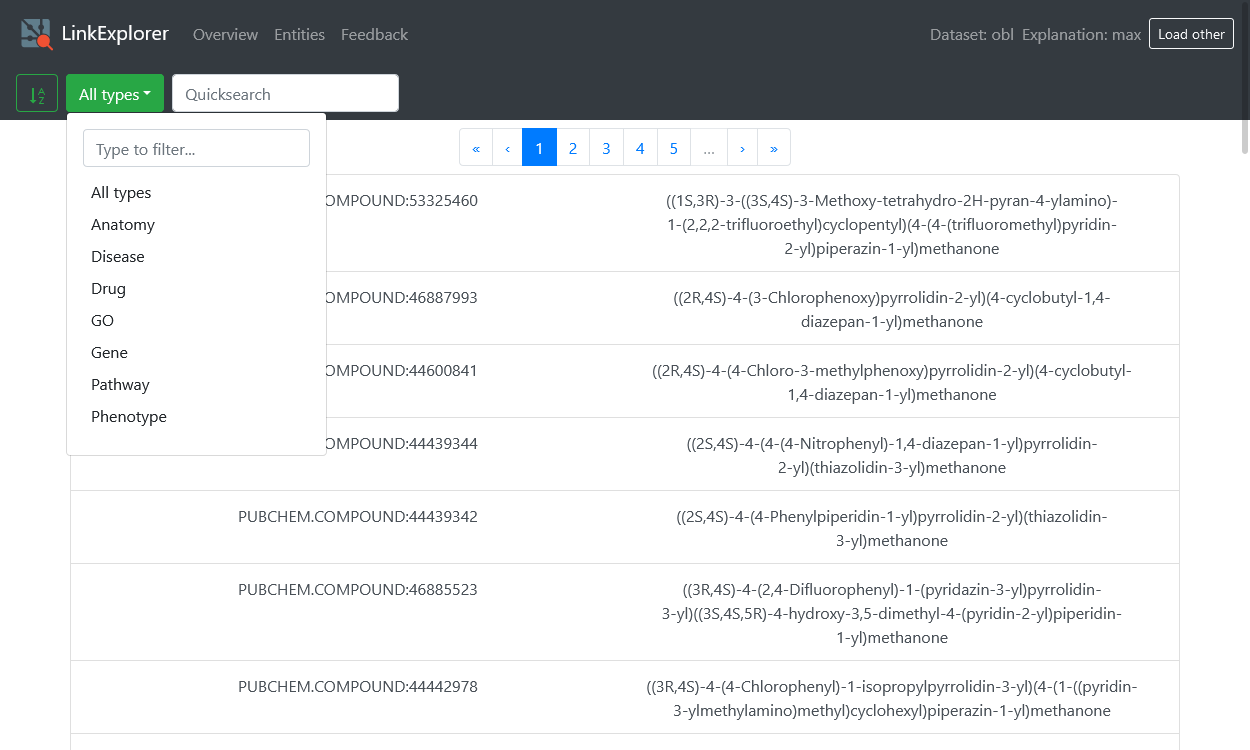 LinkExplorer Overview Entities Feedback Dataset: obl Explanation: max Load other
A Z All types Quicksearch
Type to filter...
All types
Anatomy
Disease
Drug
GO
Gene
Pathway
Phenotype
« ‹ 1 2 3 4 5 ... › »
OMPOUND:53325460
((1S,3R)-3-((3S,4S)-3-Methoxy-tetrahydro-2H-pyran-4-ylamino)-
1-(2,2,2-trifluoroethyl)cyclopentyl)(4-(4-(trifluoromethyl)pyridin-
2-yl)piperazin-1-yl)methanone
OMPOUND:46887993
((2R,4S)-4-(3-Chlorophenoxy)pyrrolidin-2-yl)(4-cyclobutyl-1,4-
diazepan-1-yl)methanone
OMPOUND:44600841
((2R,4S)-4-(4-Chloro-3-methylphenoxy)pyrrolidin-2-yl)(4-cyclobutyl-
1,4-diazepan-1-yl)methanone
OMPOUND:44439344
((2S,4S)-4-(4-(4-Nitrophenyl)-1,4-diazepan-1-yl)pyrrolidin-
2-yl)(thiazolidin-3-yl)methanone
PUBCHEM.COMPOUND:44439342
((2S,4S)-4-(4-Phenylpiperidin-1-yl)pyrrolidin-2-yl)(thiazolidin-
3-yl)methanone
PUBCHEM.COMPOUND:46885523
((3R,4S)-4-(2,4-Difluorophenyl)-1-(pyridazin-3-yl)pyrrolidin-
3-yl)((3S,4S,5R)-4-hydroxy-3,5-dimethyl-4-(pyridin-2-yl)piperidin-
1-yl)methanone
PUBCHEM.COMPOUND:44442978
((3R,4S)-4-(4-Chlorophenyl)-1-isopropylpyrrolidin-3-yl)(4-(1-((pyridin-
3-ylmethylamino)methyl)cyclohexyl)piperazin-1-yl)methanone